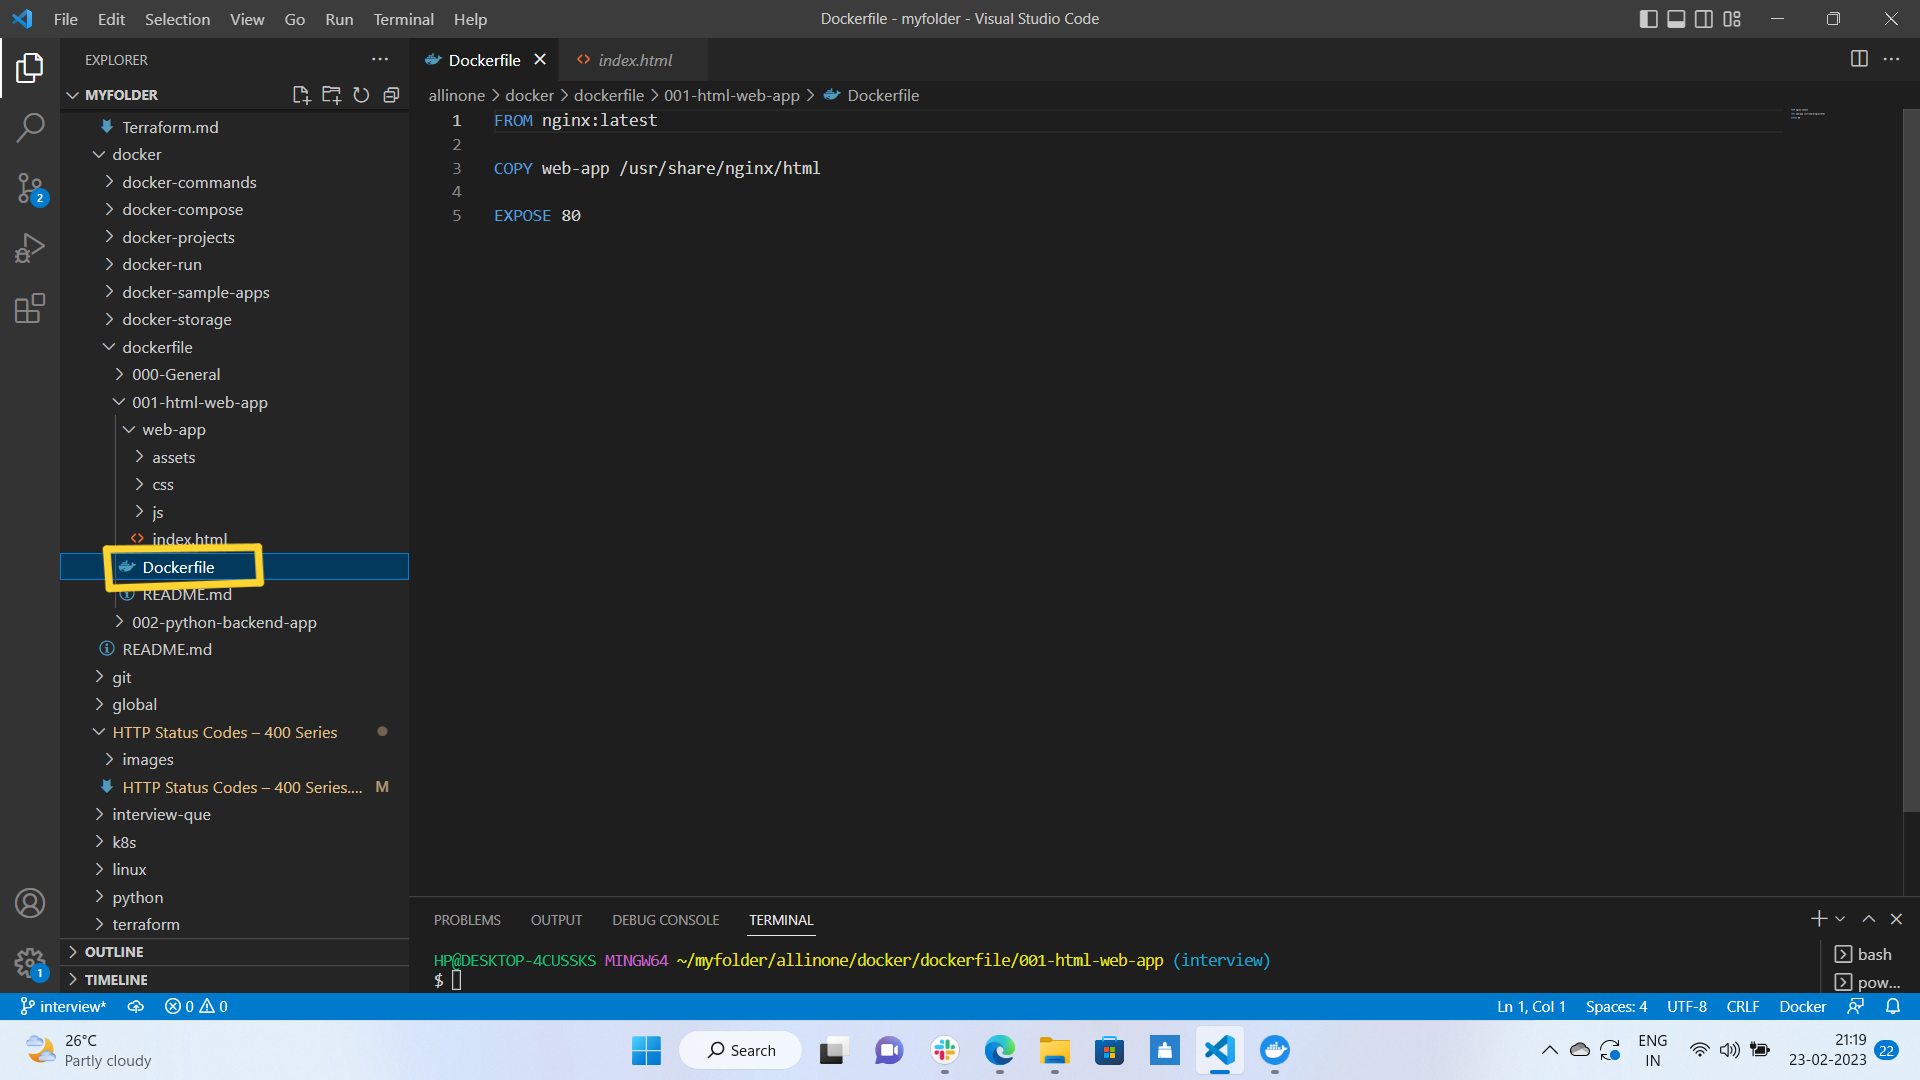 File Edit Selection View Go Run Terminal Help
Dockerfile - myfolder - Visual Studio Code
EXPLORER
MYFOLDER
Terraform.md
docker
docker-commands
docker-compose
docker-projects
docker-run
docker-sample-apps
docker-storage
dockerfile
000-General
001-html-web-app
web-app
assets
css
js
index.html
Dockerfile
README.md
002-python-backend-app
README.md
git
global
HTTP Status Codes – 400 Series
images
HTTP Status Codes – 400 Series.... M
interview-que
k8s
linux
python
terraform
OUTLINE
TIMELINE
2
1
Dockerfile index.html
allinone > docker > dockerfile > 001-html-web-app > Dockerfile
1 FROM nginx:latest
2
3 COPY web-app /usr/share/nginx/html
4
5 EXPOSE 80
PROBLEMS OUTPUT DEBUG CONSOLE TERMINAL
HP@DESKTOP-4CUSSKS MINGW64 ~/myfolder/allinone/docker/dockerfile/001-html-web-app (interview)
$
bash
pow...
interview* 0 0 Ln 1, Col 1 Spaces: 4 UTF-8 CRLF Docker
26°C
Partly cloudy
Search
ENG
IN
21:19
23-02-2023
22